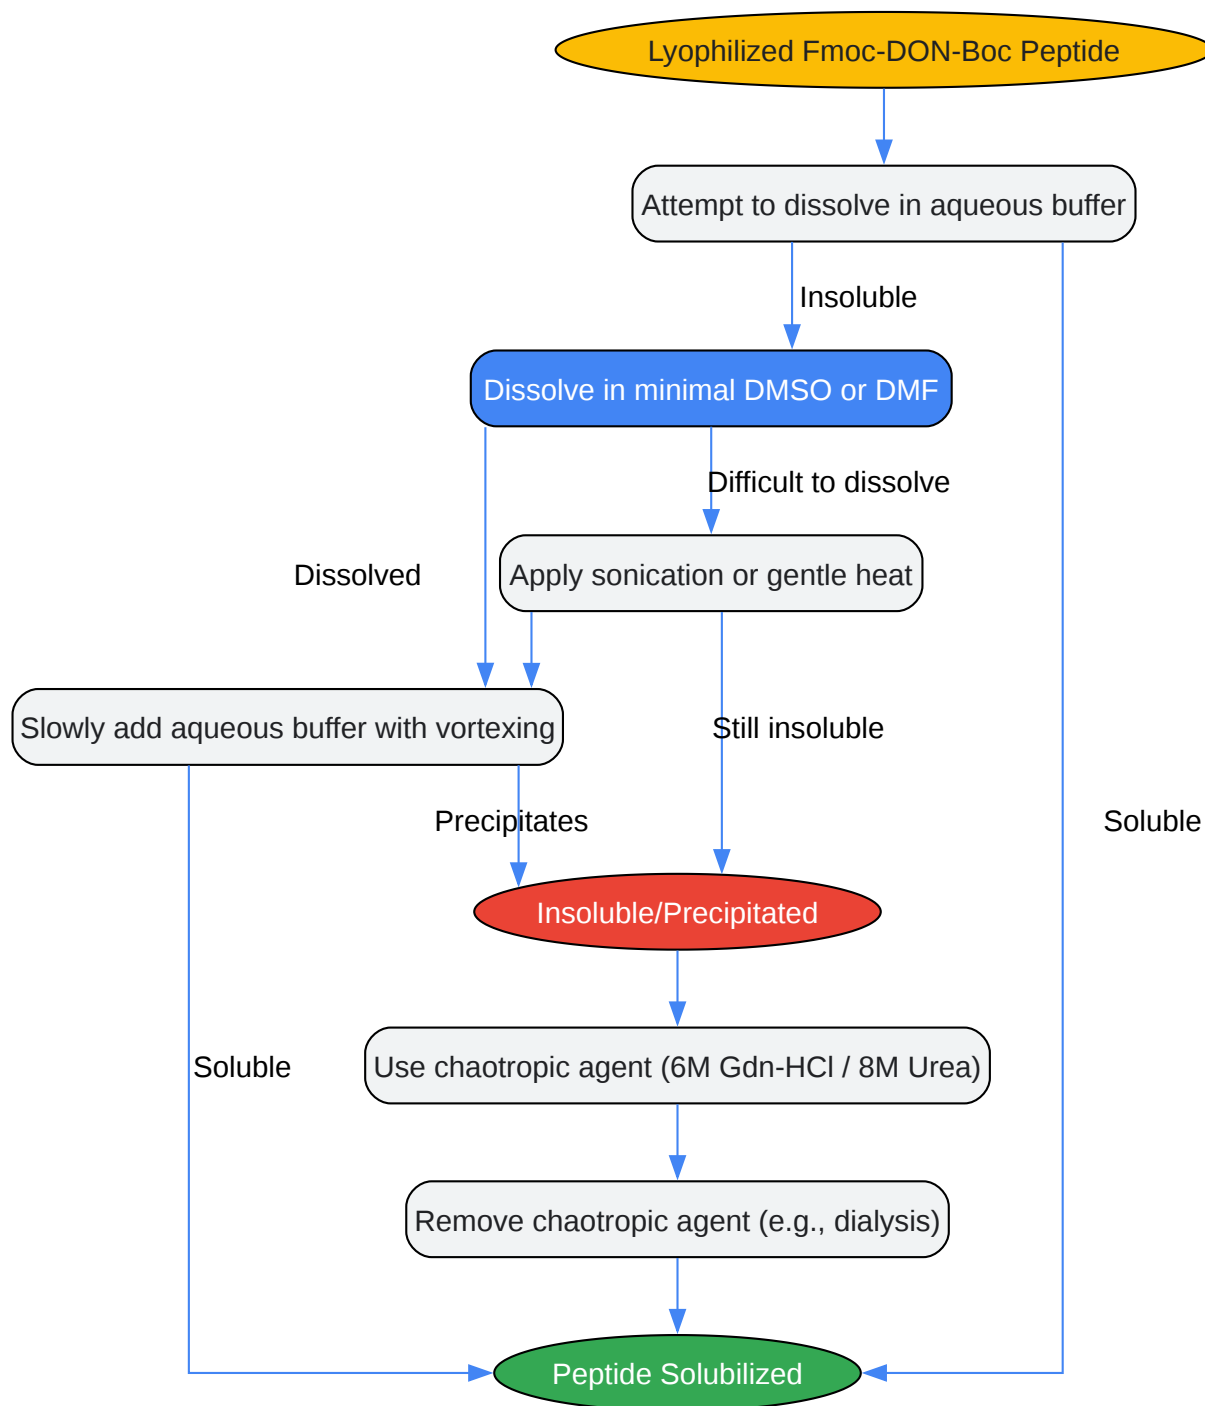 Lyophilized Fmoc-DON-Boc Peptide
Attempt to dissolve in aqueous buffer
Insoluble
Dissolve in minimal DMSO or DMF
Difficult to dissolve
Dissolved
Apply sonication or gentle heat
Slowly add aqueous buffer with vortexing
Still insoluble
Precipitates
Soluble
Insoluble/Precipitated
Soluble
Use chaotropic agent (6M Gdn-HCl / 8M Urea)
Remove chaotropic agent (e.g., dialysis)
Peptide Solubilized